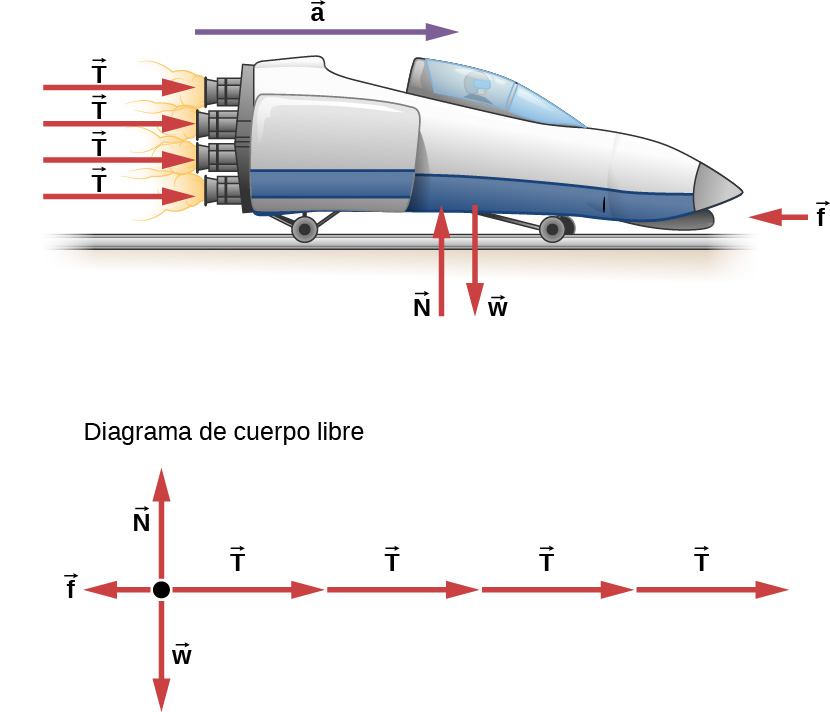 a⃗
T⃗
T⃗
T⃗
T⃗
f⃗
N⃗ w⃗
Diagrama de cuerpo libre
N⃗
T⃗ T⃗ T⃗ T⃗
f⃗
w⃗